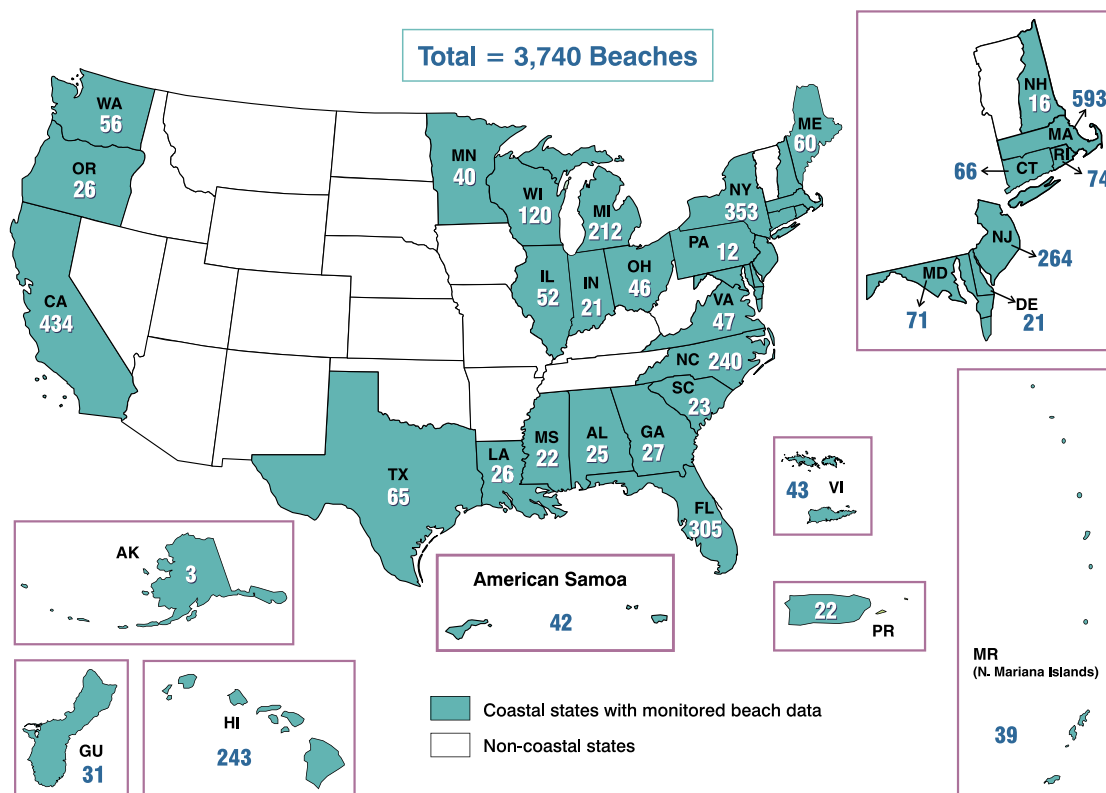 Total = 3,740 Beaches
WA
56
OR
26
CA
434
MN
40
WI
120
MI
212
IL
52
IN
21
OH
46
PA
12
NY
353
ME
60
VA
47
NC 240
SC
23
GA
27
AL
25
MS
22
LA
26
TX
65
FL
305
NH
16
593
MA
RI
CT
66
74
NJ
264
MD
71
DE
21
AK
3
GU
31
HI
243
American Samoa
42
43
VI
22
PR
MR
(N. Mariana Islands)
39
Coastal states with monitored beach data
Non-coastal states